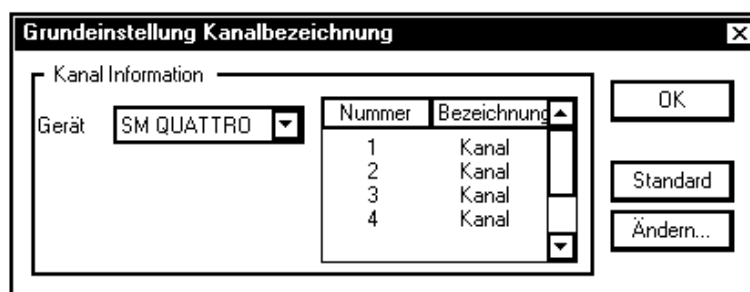 Grundeinstellung Kanalbezeichnung
Kanal Information
Gerät SM QUATTRO
Nummer Bezeichnung
1 Kanal
2 Kanal
3 Kanal
4 Kanal
OK
Standard
Ändern...